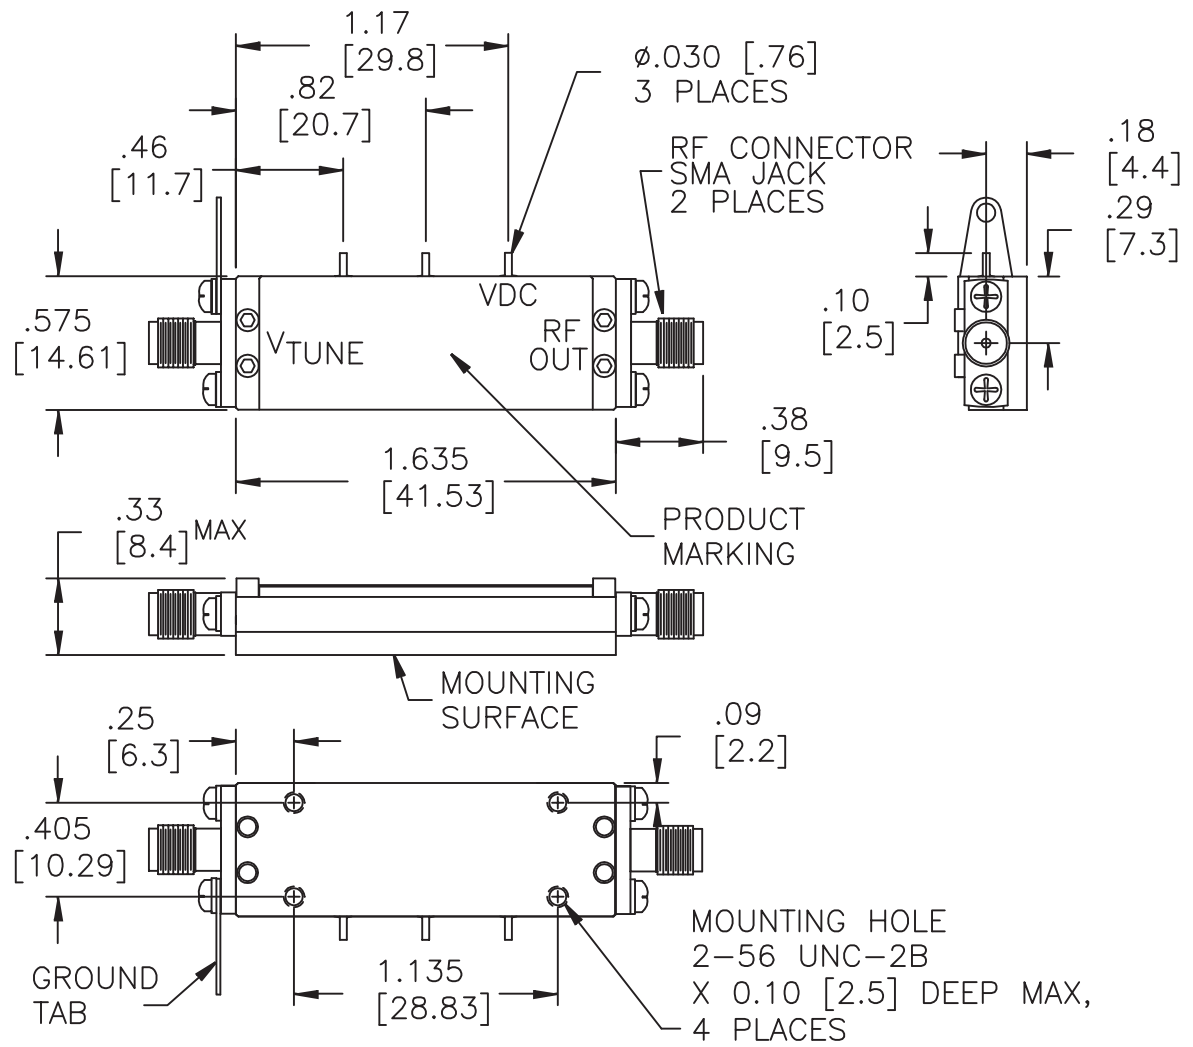 1.17
[29.8]
.82
[20.7]
.46
[11.7]
ø.030 [.76]
3 PLACES
RF CONNECTOR
SMA JACK
2 PLACES
.18
[4.4]
.29
[7.3]
.10
[2.5]
VDC
VTUNE
RF
OUT
.575
[14.61]
.38
[9.5]
1.635
[41.53]
PRODUCT
MARKING
.33
[8.4] MAX
MOUNTING
SURFACE
.25
[6.3]
.09
[2.2]
.405
[10.29]
GROUND
TAB
1.135
[28.83]
MOUNTING HOLE
2-56 UNC-2B
X 0.10 [2.5] DEEP MAX,
4 PLACES